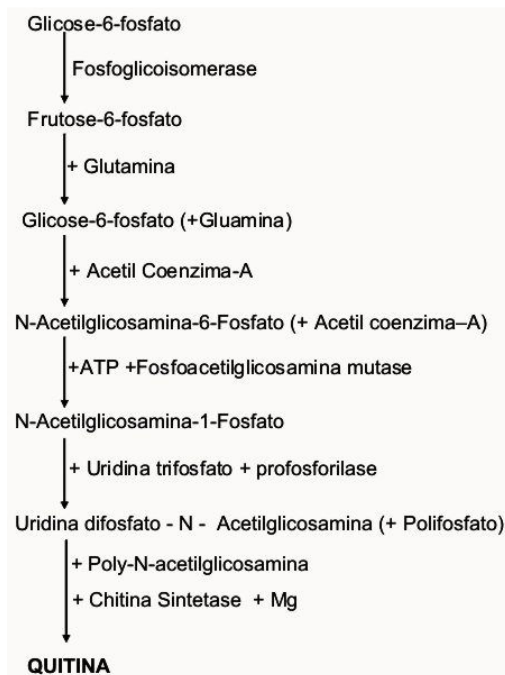 Glicose-6-fosfato
Fosfoglicoisomerase
Frutose-6-fosfato
+ Glutamina
Glicose-6-fosfato (+Gluamina)
+ Acetil Coenzima-A
N-Acetilglicosamina-6-Fosfato (+ Acetil coenzima–A)
+ATP +Fosfoacetilglicosamina mutase
N-Acetilglicosamina-1-Fosfato
+ Uridina trifosfato + profosforilase
Uridina difosfato - N - Acetilglicosamina (+ Polifosfato)
+ Poly-N-acetilglicosamina
+ Chitina Sintetase + Mg
QUITINA